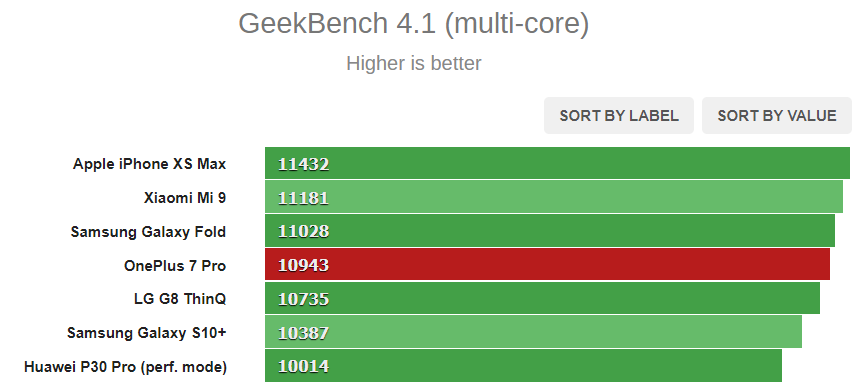 GeekBench 4.1 (multi-core)
Higher is better
SORT BY LABEL SORT BY VALUE
Apple iPhone XS Max 11432
Xiaomi Mi 9 11181
Samsung Galaxy Fold 11028
OnePlus 7 Pro 10943
LG G8 ThinQ 10735
Samsung Galaxy S10+ 10387
Huawei P30 Pro (perf. mode) 10014